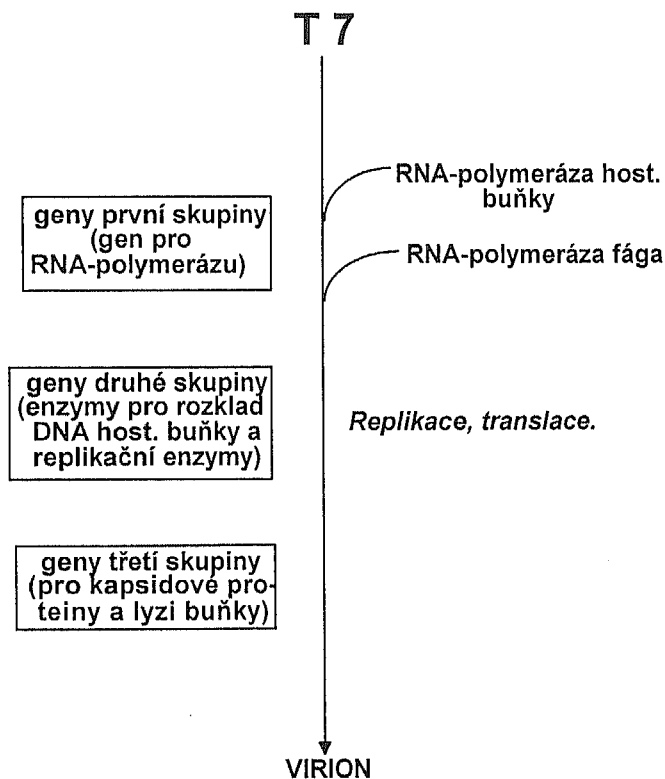 T 7
RNA-polymeráza host.
buňky
geny první skupiny
(gen pro
RNA-polymerázu)
RNA-polymeráza fága
geny druhé skupiny
(enzymy pro rozklad
DNA host. buňky a
replikační enzymy)
Replikace, translace.
geny třetí skupiny
(pro kapsidové pro-
teiny a lyzi buňky)
VIRION